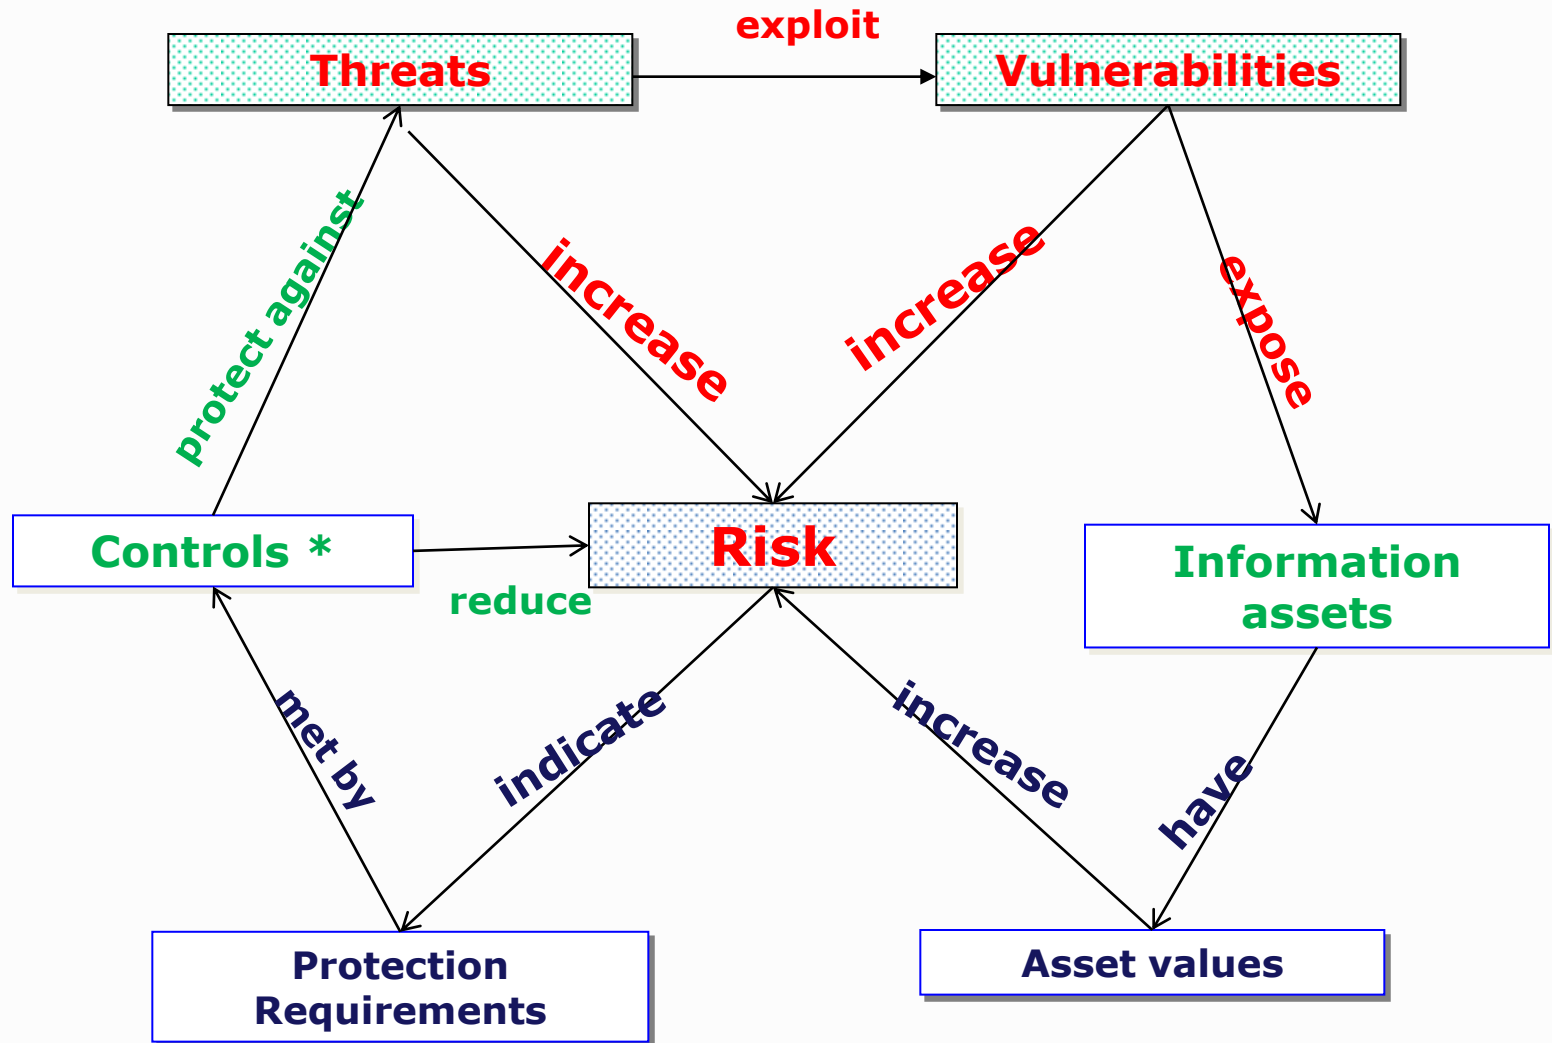 exploit
Threats
Vulnerabilities
protect against
increase
increase
expose
Controls *
Risk
Information
assets
reduce
met by
indicate
increase
have
Protection
Requirements
Asset values